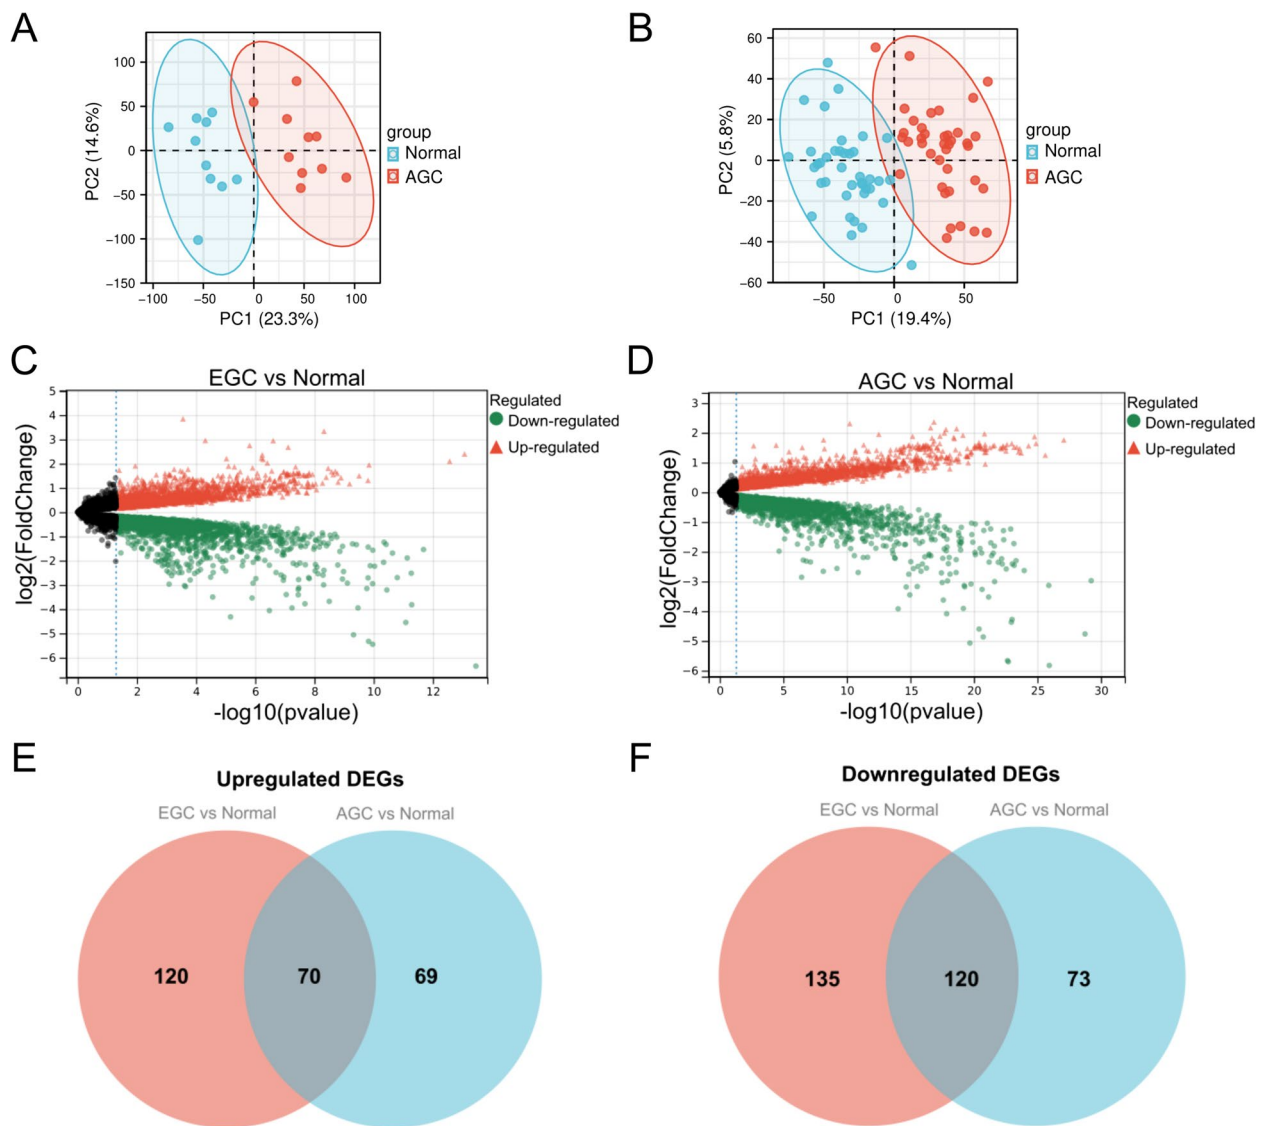 A
100
50
0
−50
−100
−150
−100
−50
0
50
100
PC2 (14.6%)
PC1 (23.3%)
group
Normal
AGC
B
60
40
20
0
−20
−40
−60
−50
0
50
PC2 (5.8%)
PC1 (19.4%)
group
Normal
AGC
C
EGC vs Normal
5
4
3
2
1
0
−1
−2
−3
−4
−5
−6
0
2
4
6
8
10
12
log2(FoldChange)
-log10(pvalue)
Regulated
Down-regulated
Up-regulated
D
AGC vs Normal
3
2
1
0
−1
−2
−3
−4
−5
−6
0
5
10
15
20
25
30
log2(FoldChange)
-log10(pvalue)
Regulated
Down-regulated
Up-regulated
E
Upregulated DEGs
EGC vs Normal
AGC vs Normal
120
70
69
F
Downregulated DEGs
EGC vs Normal
AGC vs Normal
135
120
73